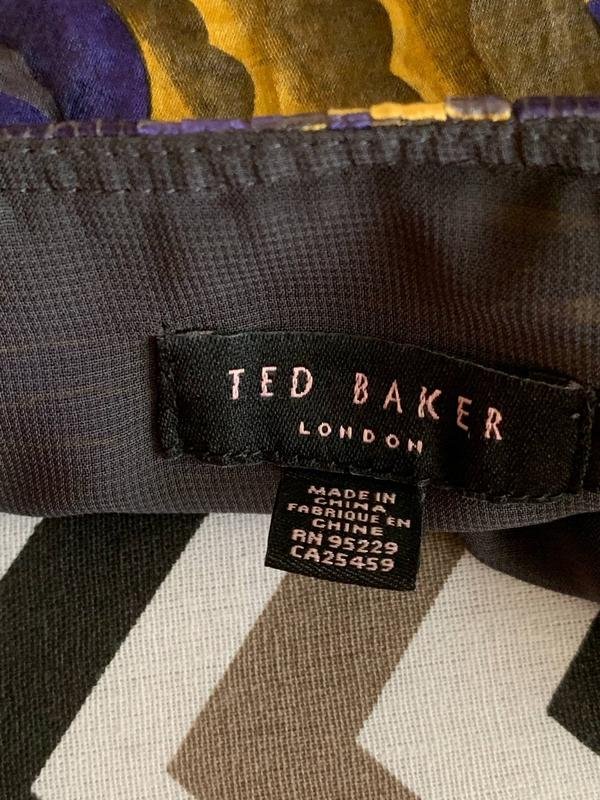 TED BAKER
LONDON
MADE IN
CHINA
FABRIQUE EN
CHINE
RN 95229
CA25459